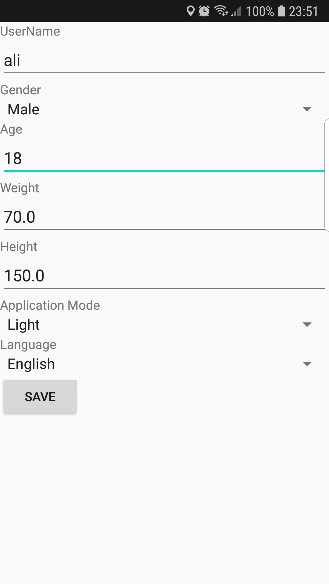 100% 23:51
UserName
ali
Gender
Male
Age
18
Weight
70.0
Height
150.0
Application Mode
Light
Language
English
SAVE